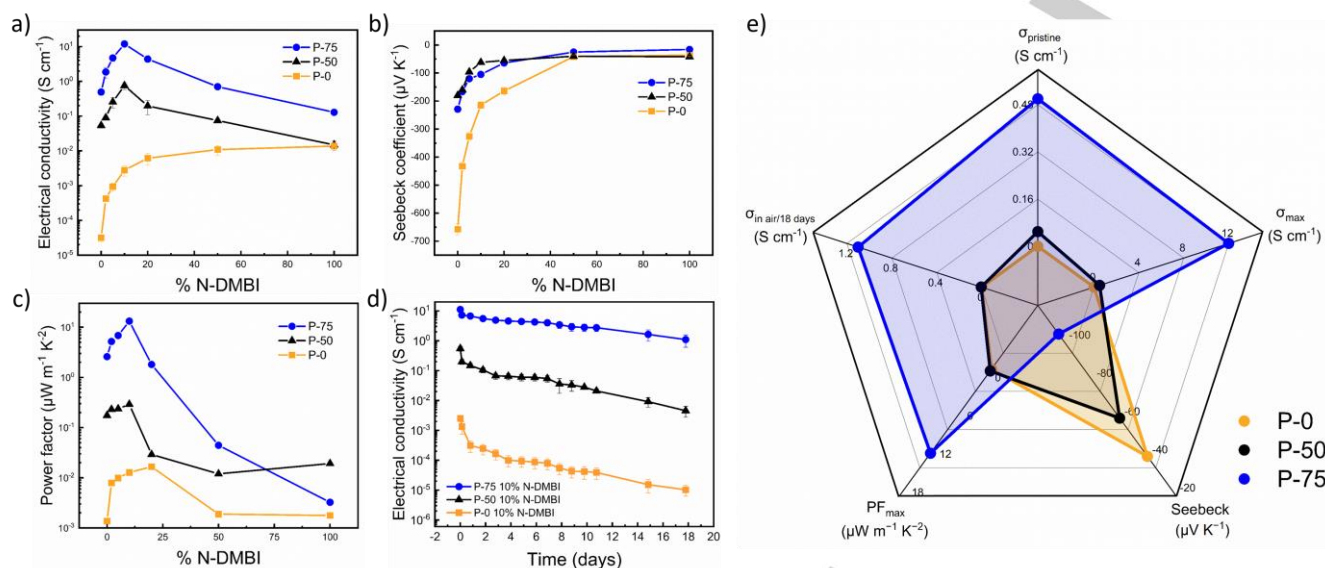 a)
Electrical conductivity (S cm⁻¹)
10¹
10⁰
10⁻¹
10⁻²
10⁻³
10⁻⁴
10⁻⁵
P-75
P-50
P-0
0 20 40 60 80 100
% N-DMBI
b)
Seebeck coefficient (µV K⁻¹)
0
-100
-200
-300
-400
-500
-600
-700
P-75
P-50
P-0
0 20 40 60 80 100
% N-DMBI
c)
Power factor (µW m⁻¹ K⁻²)
10¹
10⁰
10⁻¹
10⁻²
10⁻³
P-75
P-50
P-0
0 25 50 75 100
% N-DMBI
d)
Electrical conductivity (S cm⁻¹)
10¹
10⁰
10⁻¹
10⁻²
10⁻³
10⁻⁴
10⁻⁵
10⁻⁶
P-75 10% N-DMBI
P-50 10% N-DMBI
P-0 10% N-DMBI
0 2 4 6 8 10 12 14 16 18 20
Time (days)
e)
σpristine
(S cm⁻¹)
0.48
0.32
0.16
0
σmax
(S cm⁻¹)
12
8
4
0
Seebeck
(µV K⁻¹)
-100
-80
-60
-40
-20
PFmax
(µW m⁻¹ K⁻²)
0
6
12
18
σin air/18 days
(S cm⁻¹)
1.2
0.8
0.4
0
P-0
P-50
P-75